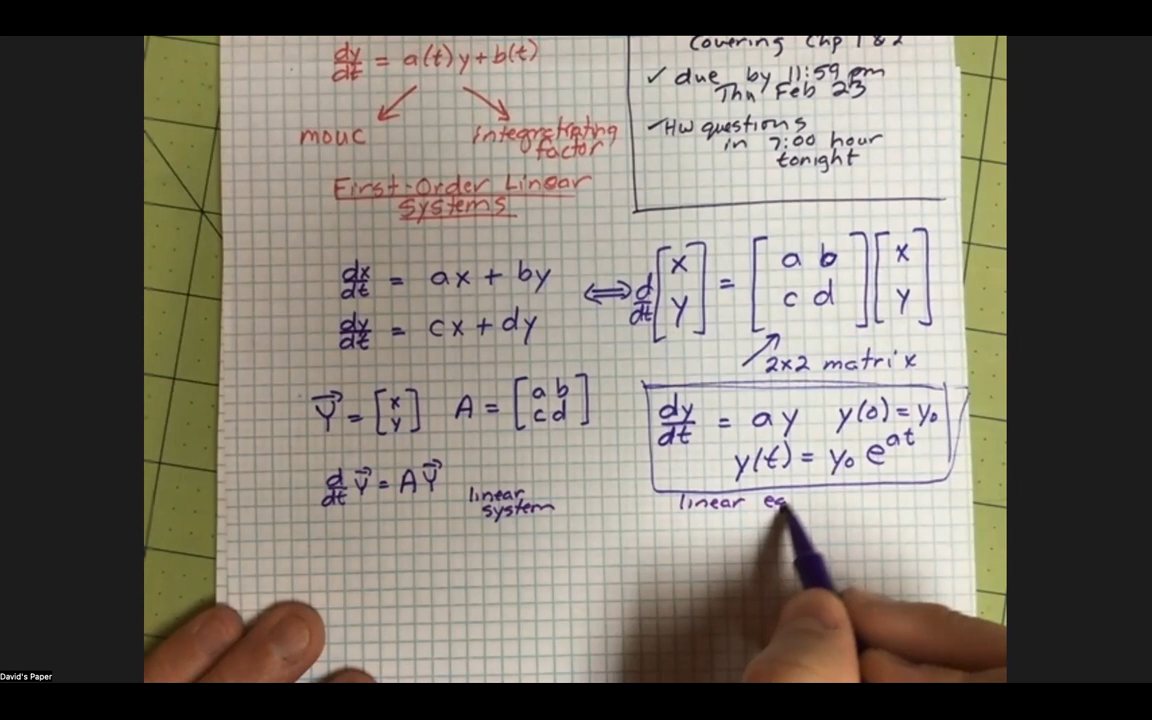 dy/dt = a(t)y + b(t)
mouc
integrating factor
First-Order Linear
Systems
covering Chp 1 & 2
✓ due by 11:59 pm
Thu Feb 23
✓ HW questions
in 7:00 hour
tonight
dx/dt = ax + by
dy/dt = cx + dy
⟺ d/dt [x y] = [a b c d] [x y]
2x2 matrix
Y⃗ = [x y] A = [a b c d]
d/dt Y⃗ = AY⃗
linear
system
dy/dt = ay y(0) = y₀
y(t) = y₀ e^at
linear eq
David's Paper